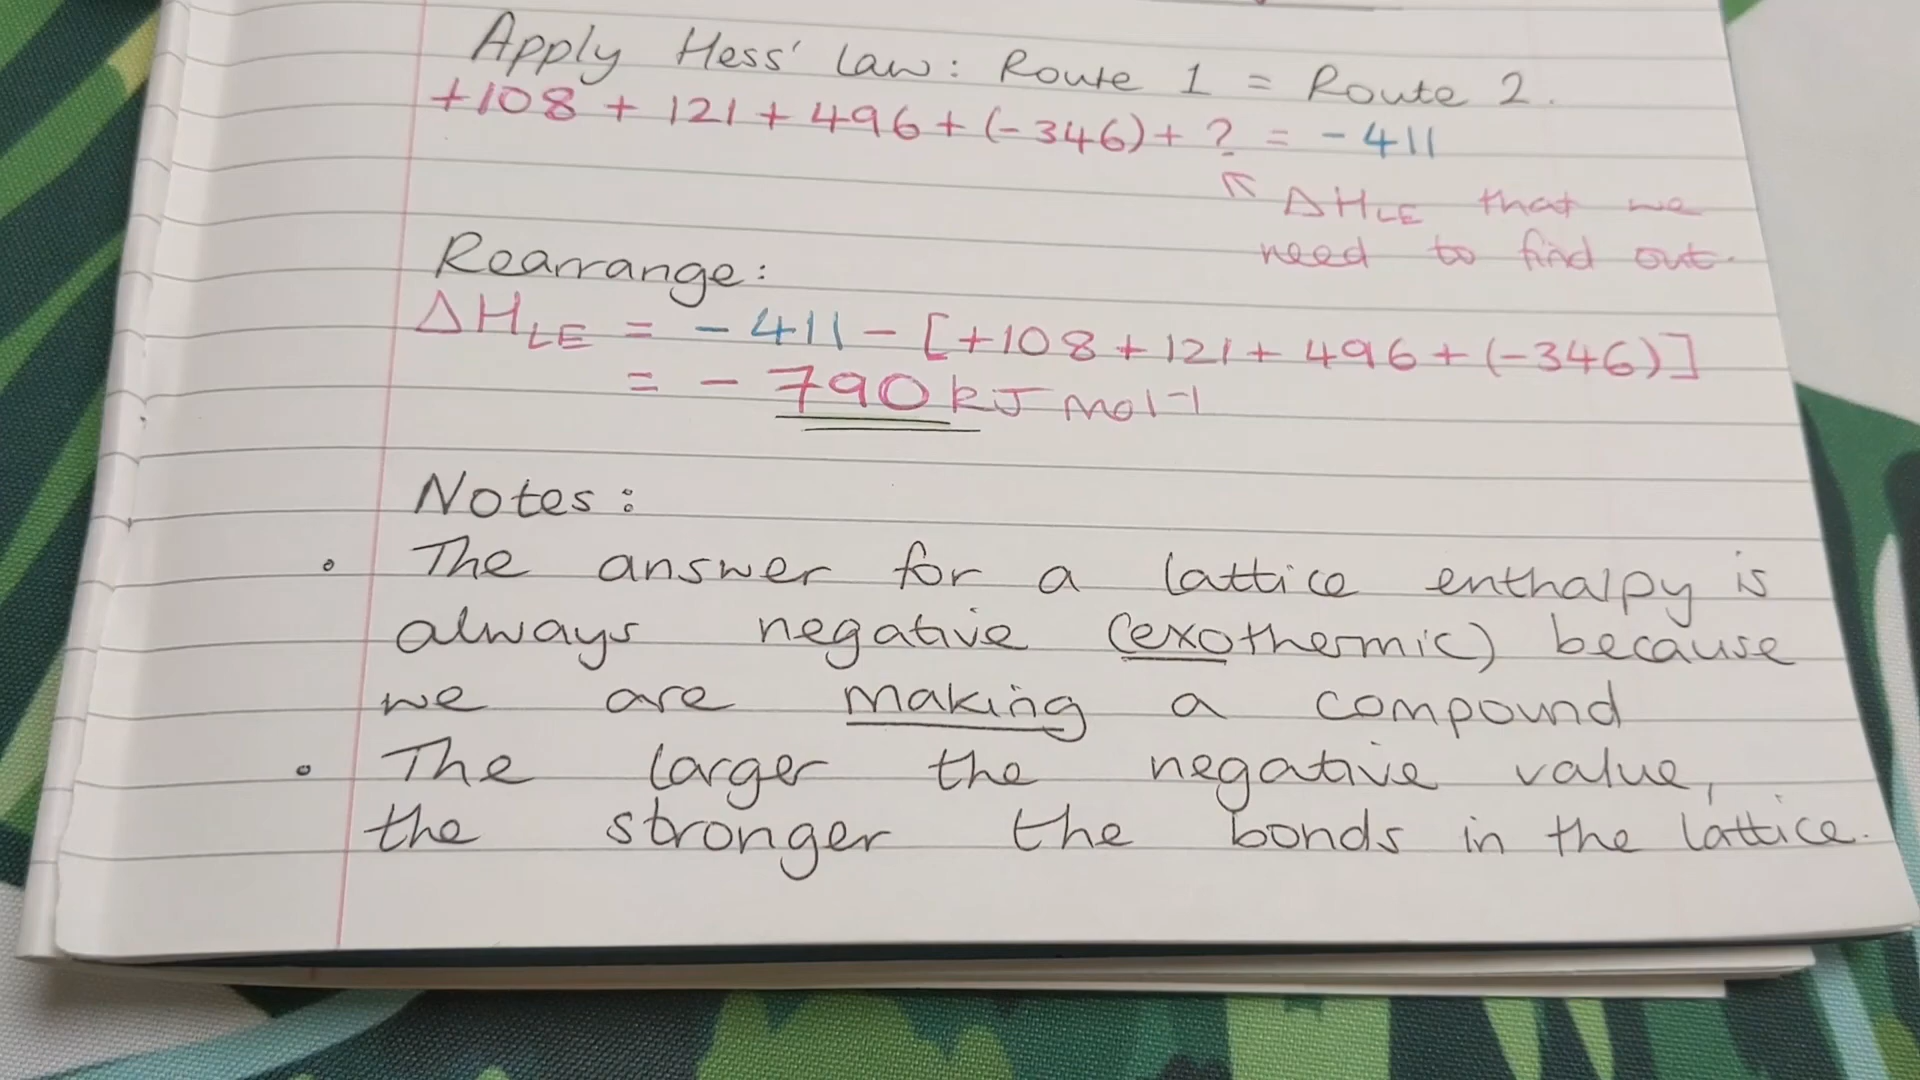 Apply Hess' law: Route 1 = Route 2.
+108 + 121 + 496 + (-346) + ? = -411
↖ ΔHLE that we
need to find out.
Rearrange:
ΔHLE = -411 - [+108 + 121 + 496 + (-346)]
= -790 kJ mol-1
Notes:
• The answer for a lattice enthalpy is
always negative (exothermic) because
we are making a compound
• The larger the negative value,
the stronger the bonds in the lattice.